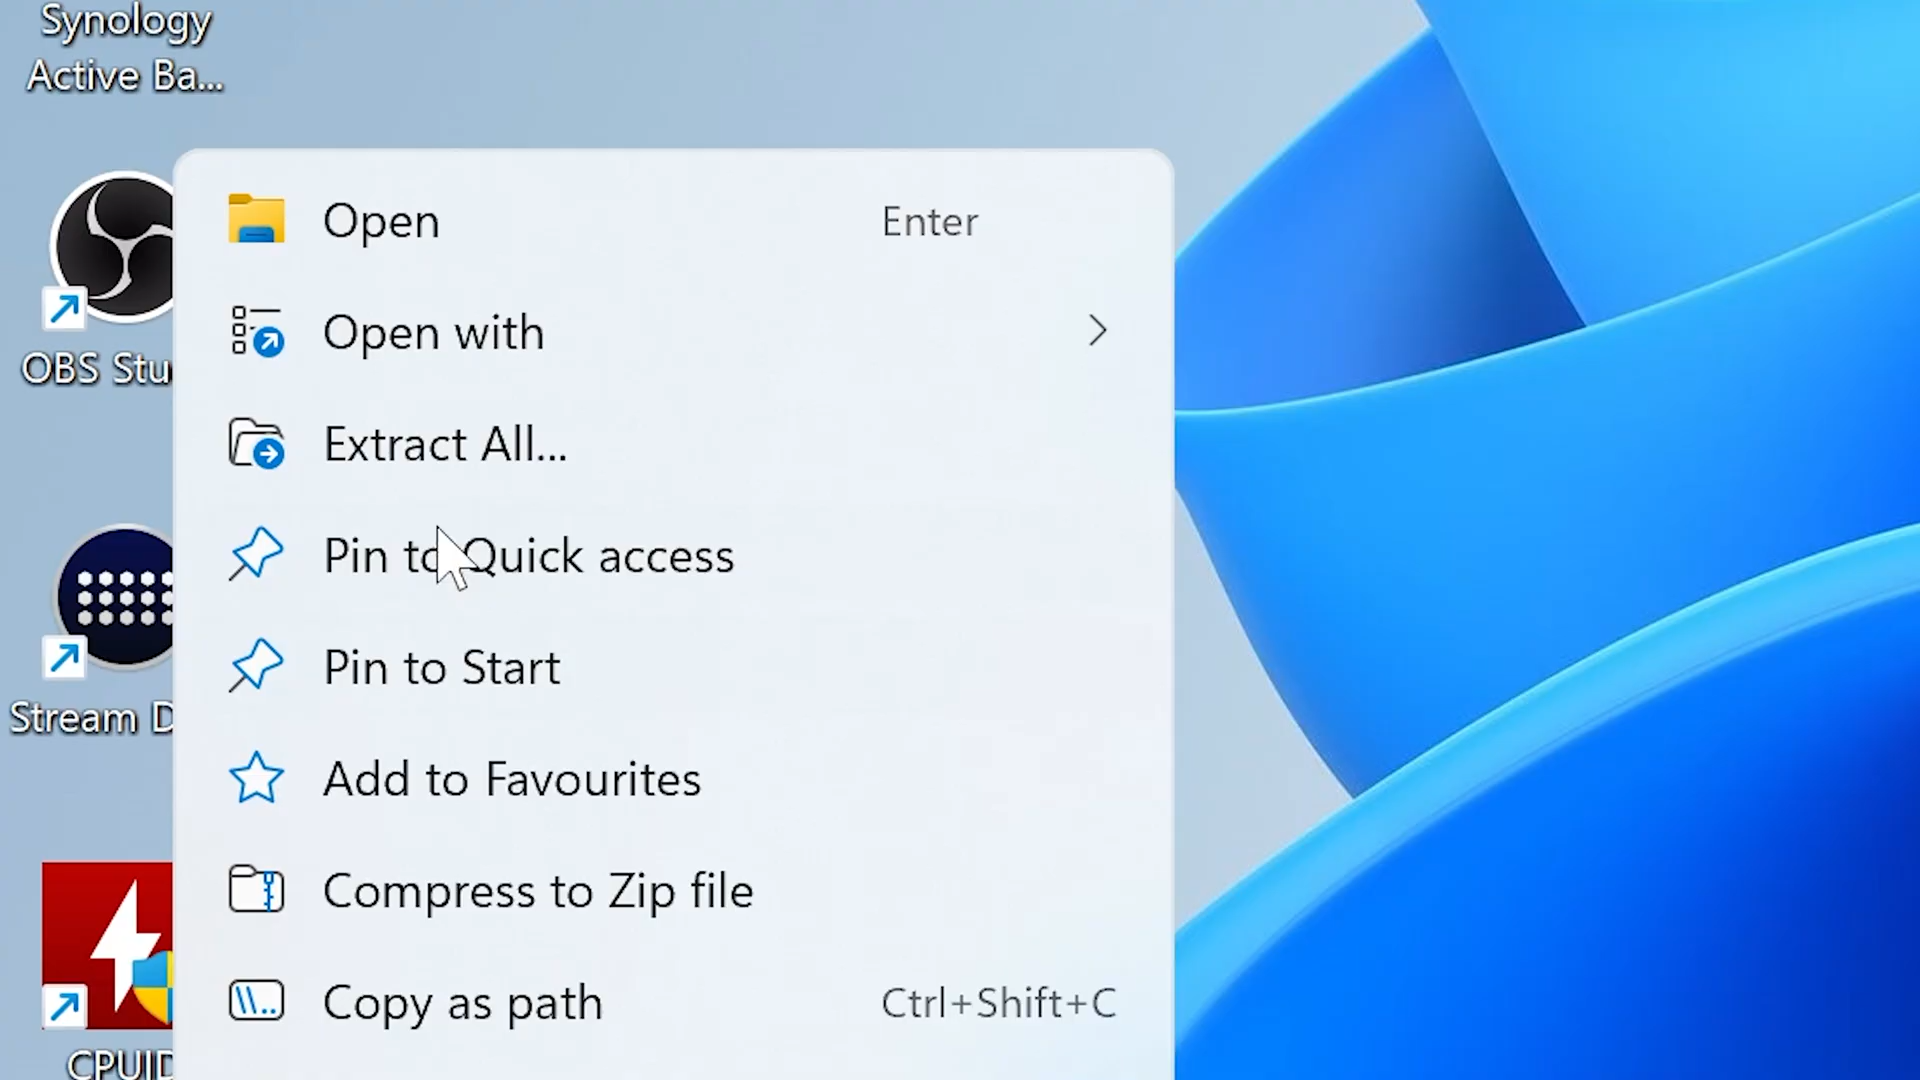 Synology
Active Ba...
OBS Stu
Stream D
CPUID
Open Enter
Open with
Extract All...
Pin to Quick access
Pin to Start
Add to Favourites
Compress to Zip file
Copy as path Ctrl+Shift+C